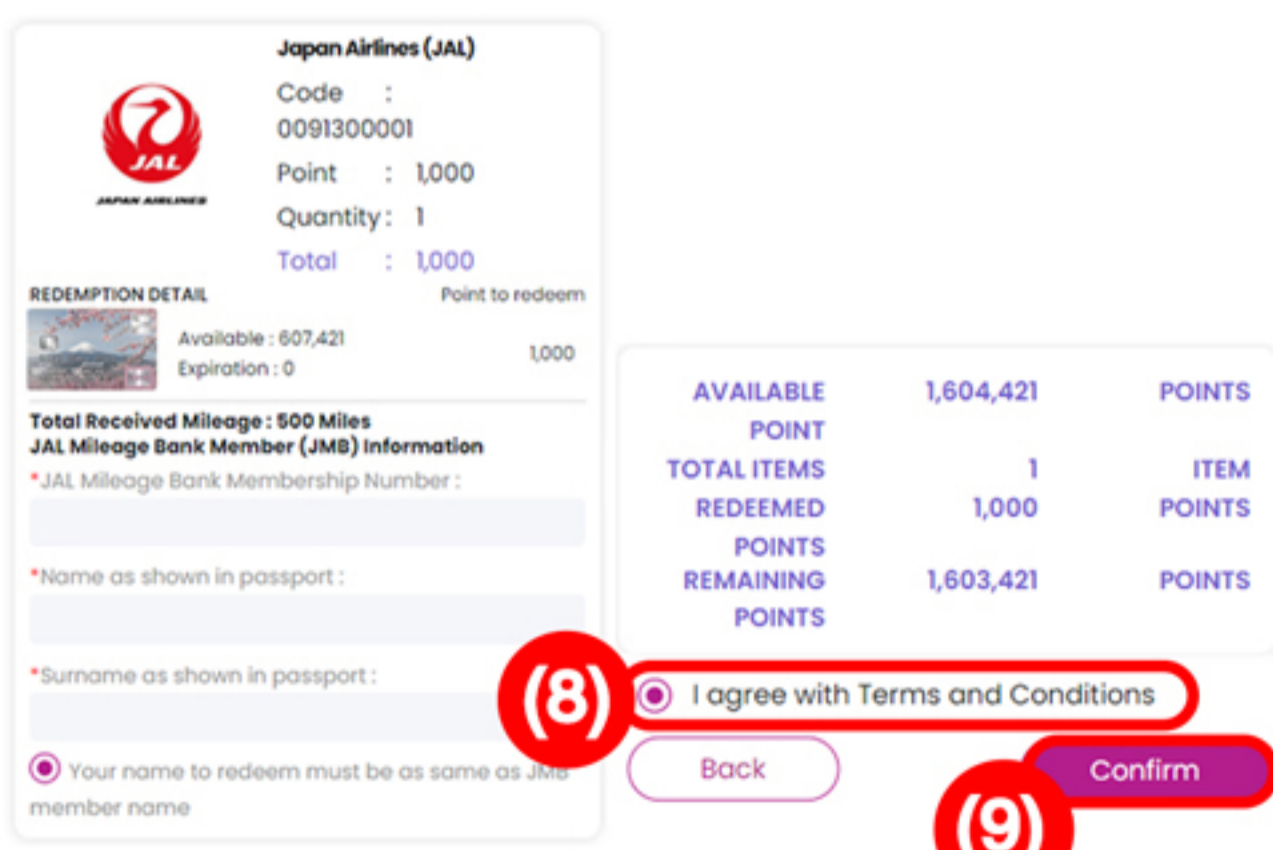 Japan Airlines (JAL)
Code :
0091300001
Point : 1,000
Quantity : 1
Total : 1,000
JAL
JAPAN AIRLINES
REDEMPTION DETAIL Point to redeem
Available : 607,421
Expiration : 0
1,000
Total Received Mileage : 500 Miles
JAL Mileage Bank Member (JMB) Information
*JAL Mileage Bank Membership Number :
*Name as shown in passport :
*Surname as shown in passport :
Your name to redeem must be as same as JMB
member name
AVAILABLE 1,604,421 POINTS
POINT
TOTAL ITEMS 1 ITEM
REDEEMED 1,000 POINTS
POINTS
REMAINING 1,603,421 POINTS
POINTS
(8)
I agree with Terms and Conditions
Back
Confirm
(9)